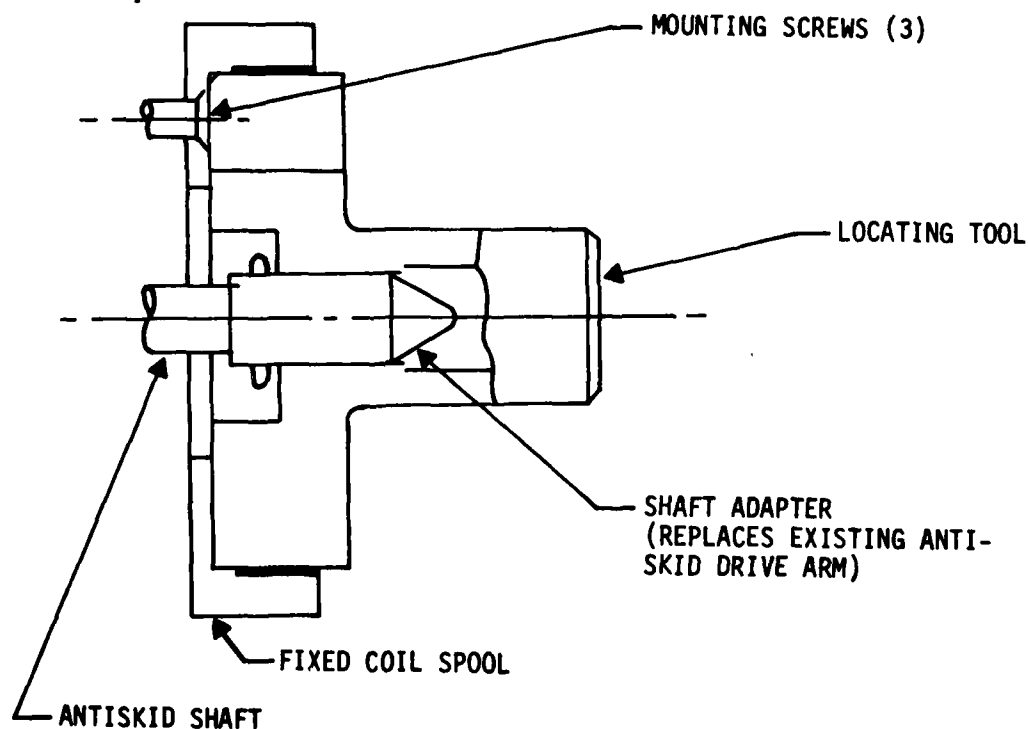 MOUNTING SCREWS (3)
LOCATING TOOL
SHAFT ADAPTER
(REPLACES EXISTING ANTI-
SKID DRIVE ARM)
FIXED COIL SPOOL
ANTISKID SHAFT